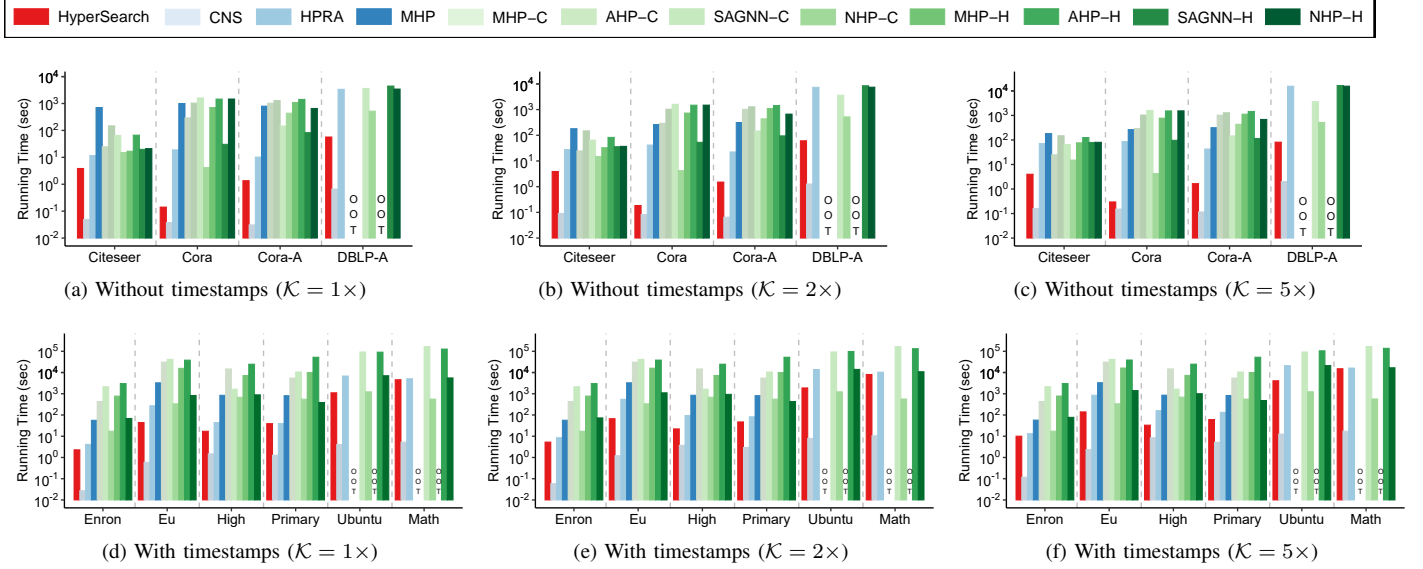 HyperSearch CNS HPRA MHP MHP-C AHP-C SAGNN-C NHP-C MHP-H AHP-H SAGNN-H NHP-H
Running Time (sec)
10^4
10^3
10^2
10^1
10^0
10^-1
10^-2
O O T
O O T
Citeseer Cora Cora-A DBLP-A
(a) Without timestamps (𝒦 = 1×)
Running Time (sec)
10^4
10^3
10^2
10^1
10^0
10^-1
10^-2
O O T
O O T
Citeseer Cora Cora-A DBLP-A
(b) Without timestamps (𝒦 = 2×)
Running Time (sec)
10^4
10^3
10^2
10^1
10^0
10^-1
10^-2
O O T
O O T
Citeseer Cora Cora-A DBLP-A
(c) Without timestamps (𝒦 = 5×)
Running Time (sec)
10^5
10^4
10^3
10^2
10^1
10^0
10^-1
10^-2
O O T
O O T
O O T
O O T
Enron Eu High Primary Ubuntu Math
(d) With timestamps (𝒦 = 1×)
Running Time (sec)
10^5
10^4
10^3
10^2
10^1
10^0
10^-1
10^-2
O O T
O O T
O O T
O O T
Enron Eu High Primary Ubuntu Math
(e) With timestamps (𝒦 = 2×)
Running Time (sec)
10^5
10^4
10^3
10^2
10^1
10^0
10^-1
10^-2
O O T
O O T
O O T
O O T
Enron Eu High Primary Ubuntu Math
(f) With timestamps (𝒦 = 5×)